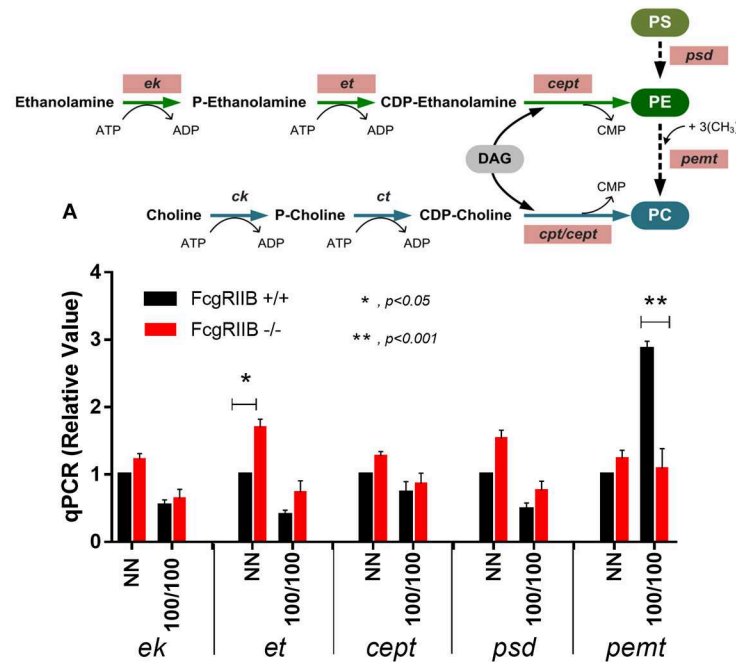 PS
psd
ek
et
cept
Ethanolamine
P-Ethanolamine
CDP-Ethanolamine
PE
ATP
ADP
ATP
ADP
CMP
+ 3(CH3)
DAG
pemt
A
ck
ct
CMP
Choline
P-Choline
CDP-Choline
PC
ATP
ADP
ATP
ADP
cpt/cept
qPCR (Relative Value)
4
3
2
1
0
FcgRIIB +/+
FcgRIIB -/-
* , p<0.05
** , p<0.001
*
**
NN
100/100
NN
100/100
NN
100/100
NN
100/100
NN
100/100
ek
et
cept
psd
pemt